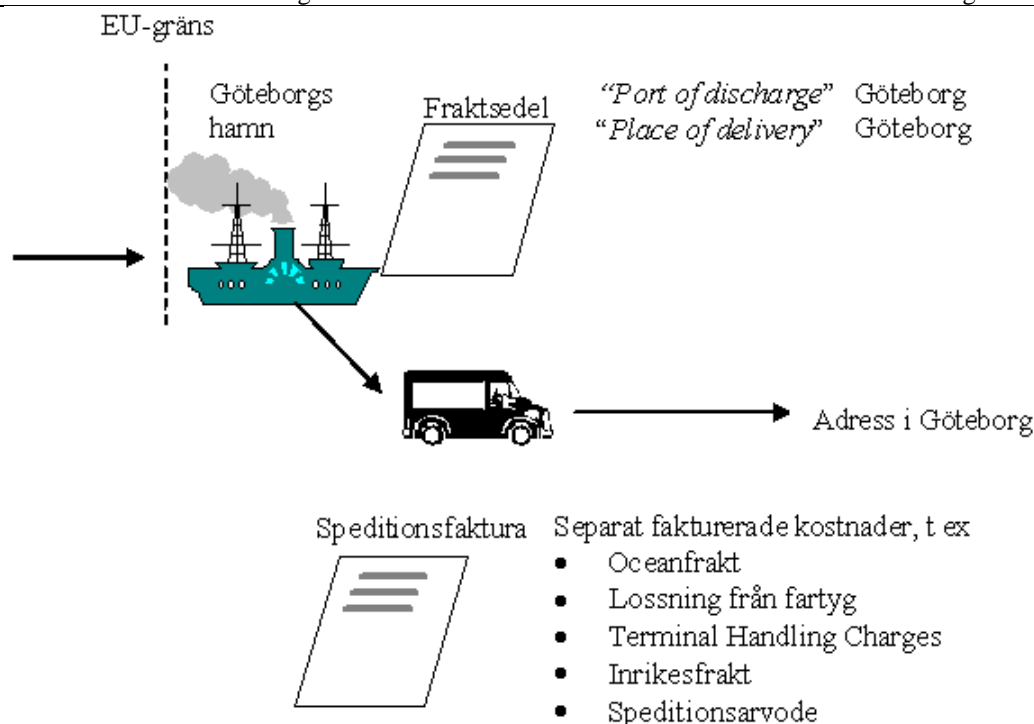 EU-gräns
Göteborgs
hamn
Fraktsedel
“Port of discharge” Göteborg
“Place of delivery” Göteborg
Adress i Göteborg
Speditionsfaktura
Separat fakturerade kostnader, t ex
• Oceanfrakt
• Lossning från fartyg
• Terminal Handling Charges
• Inrikesfrakt
• Speditionsarvode